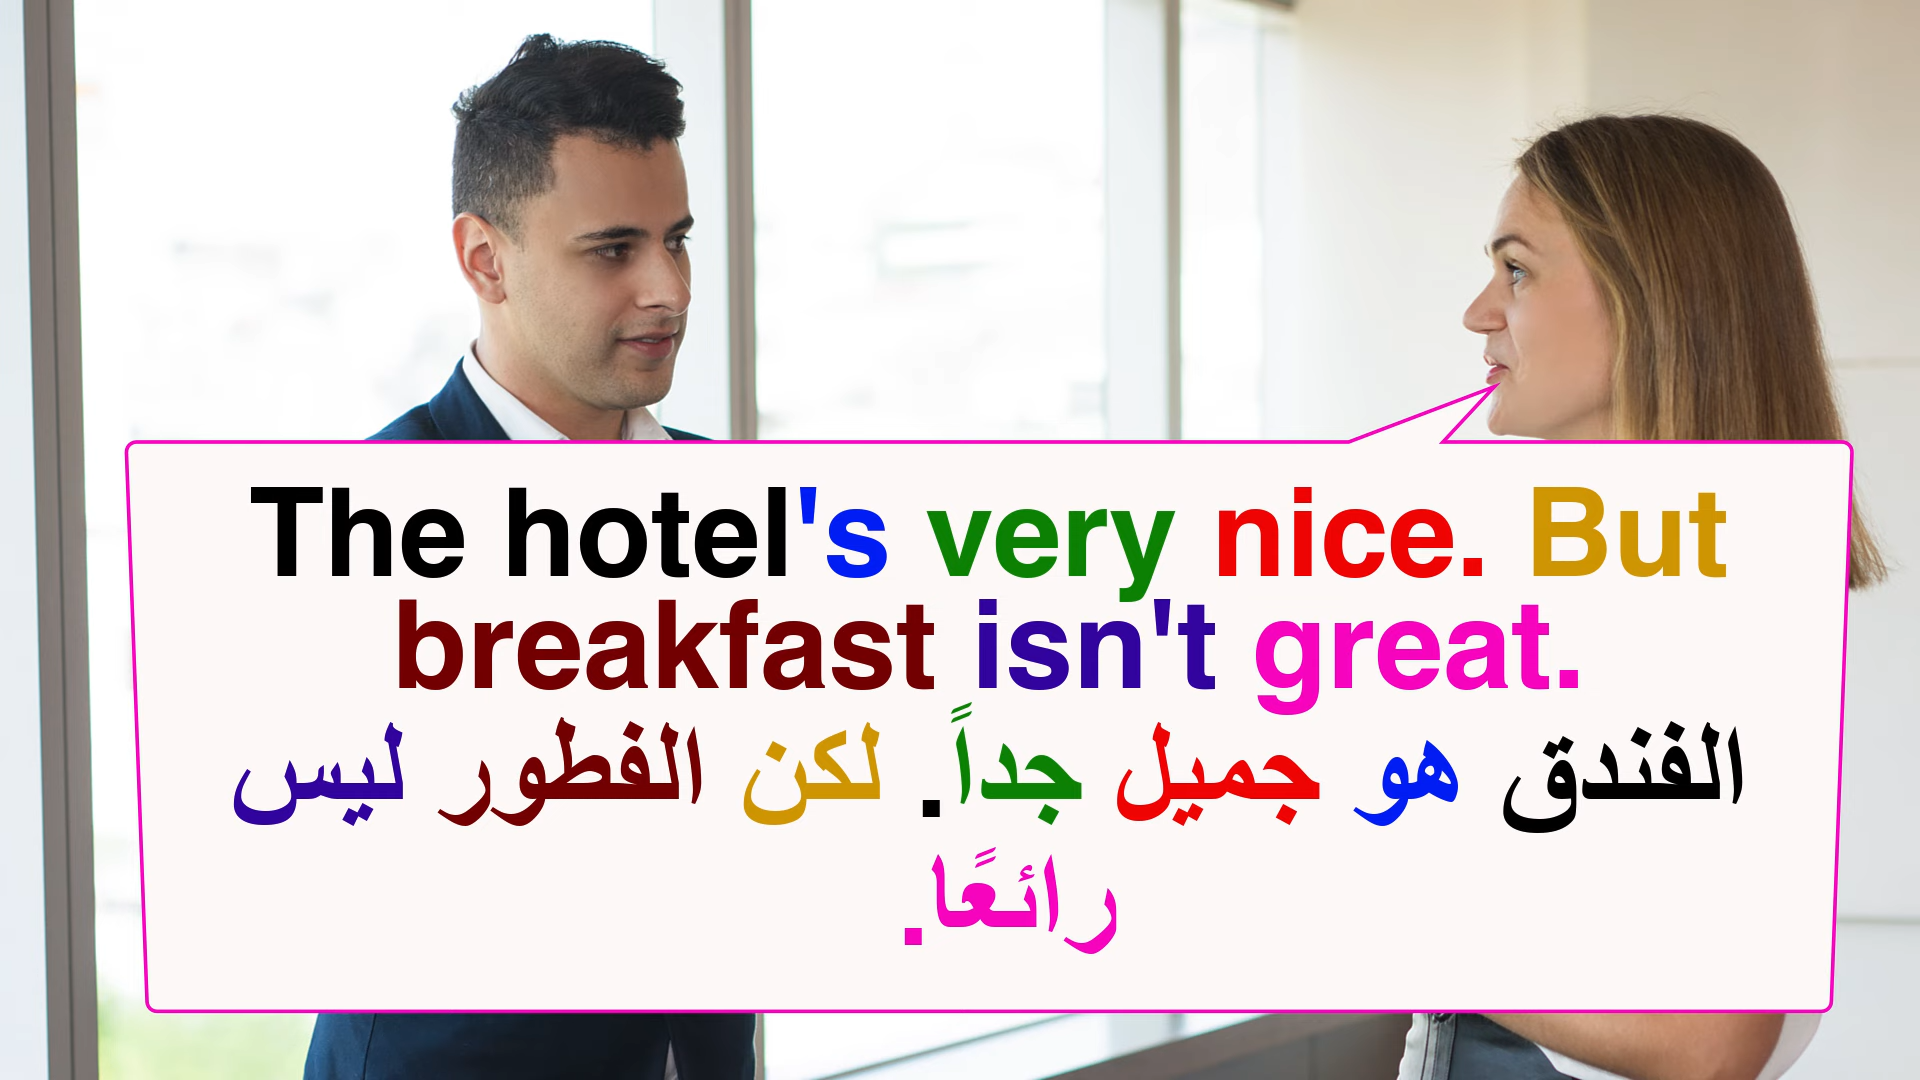 The hotel's very nice. But
breakfast isn't great.
الفندق هو جميل جداً. لكن الفطور ليس
رائعًا.